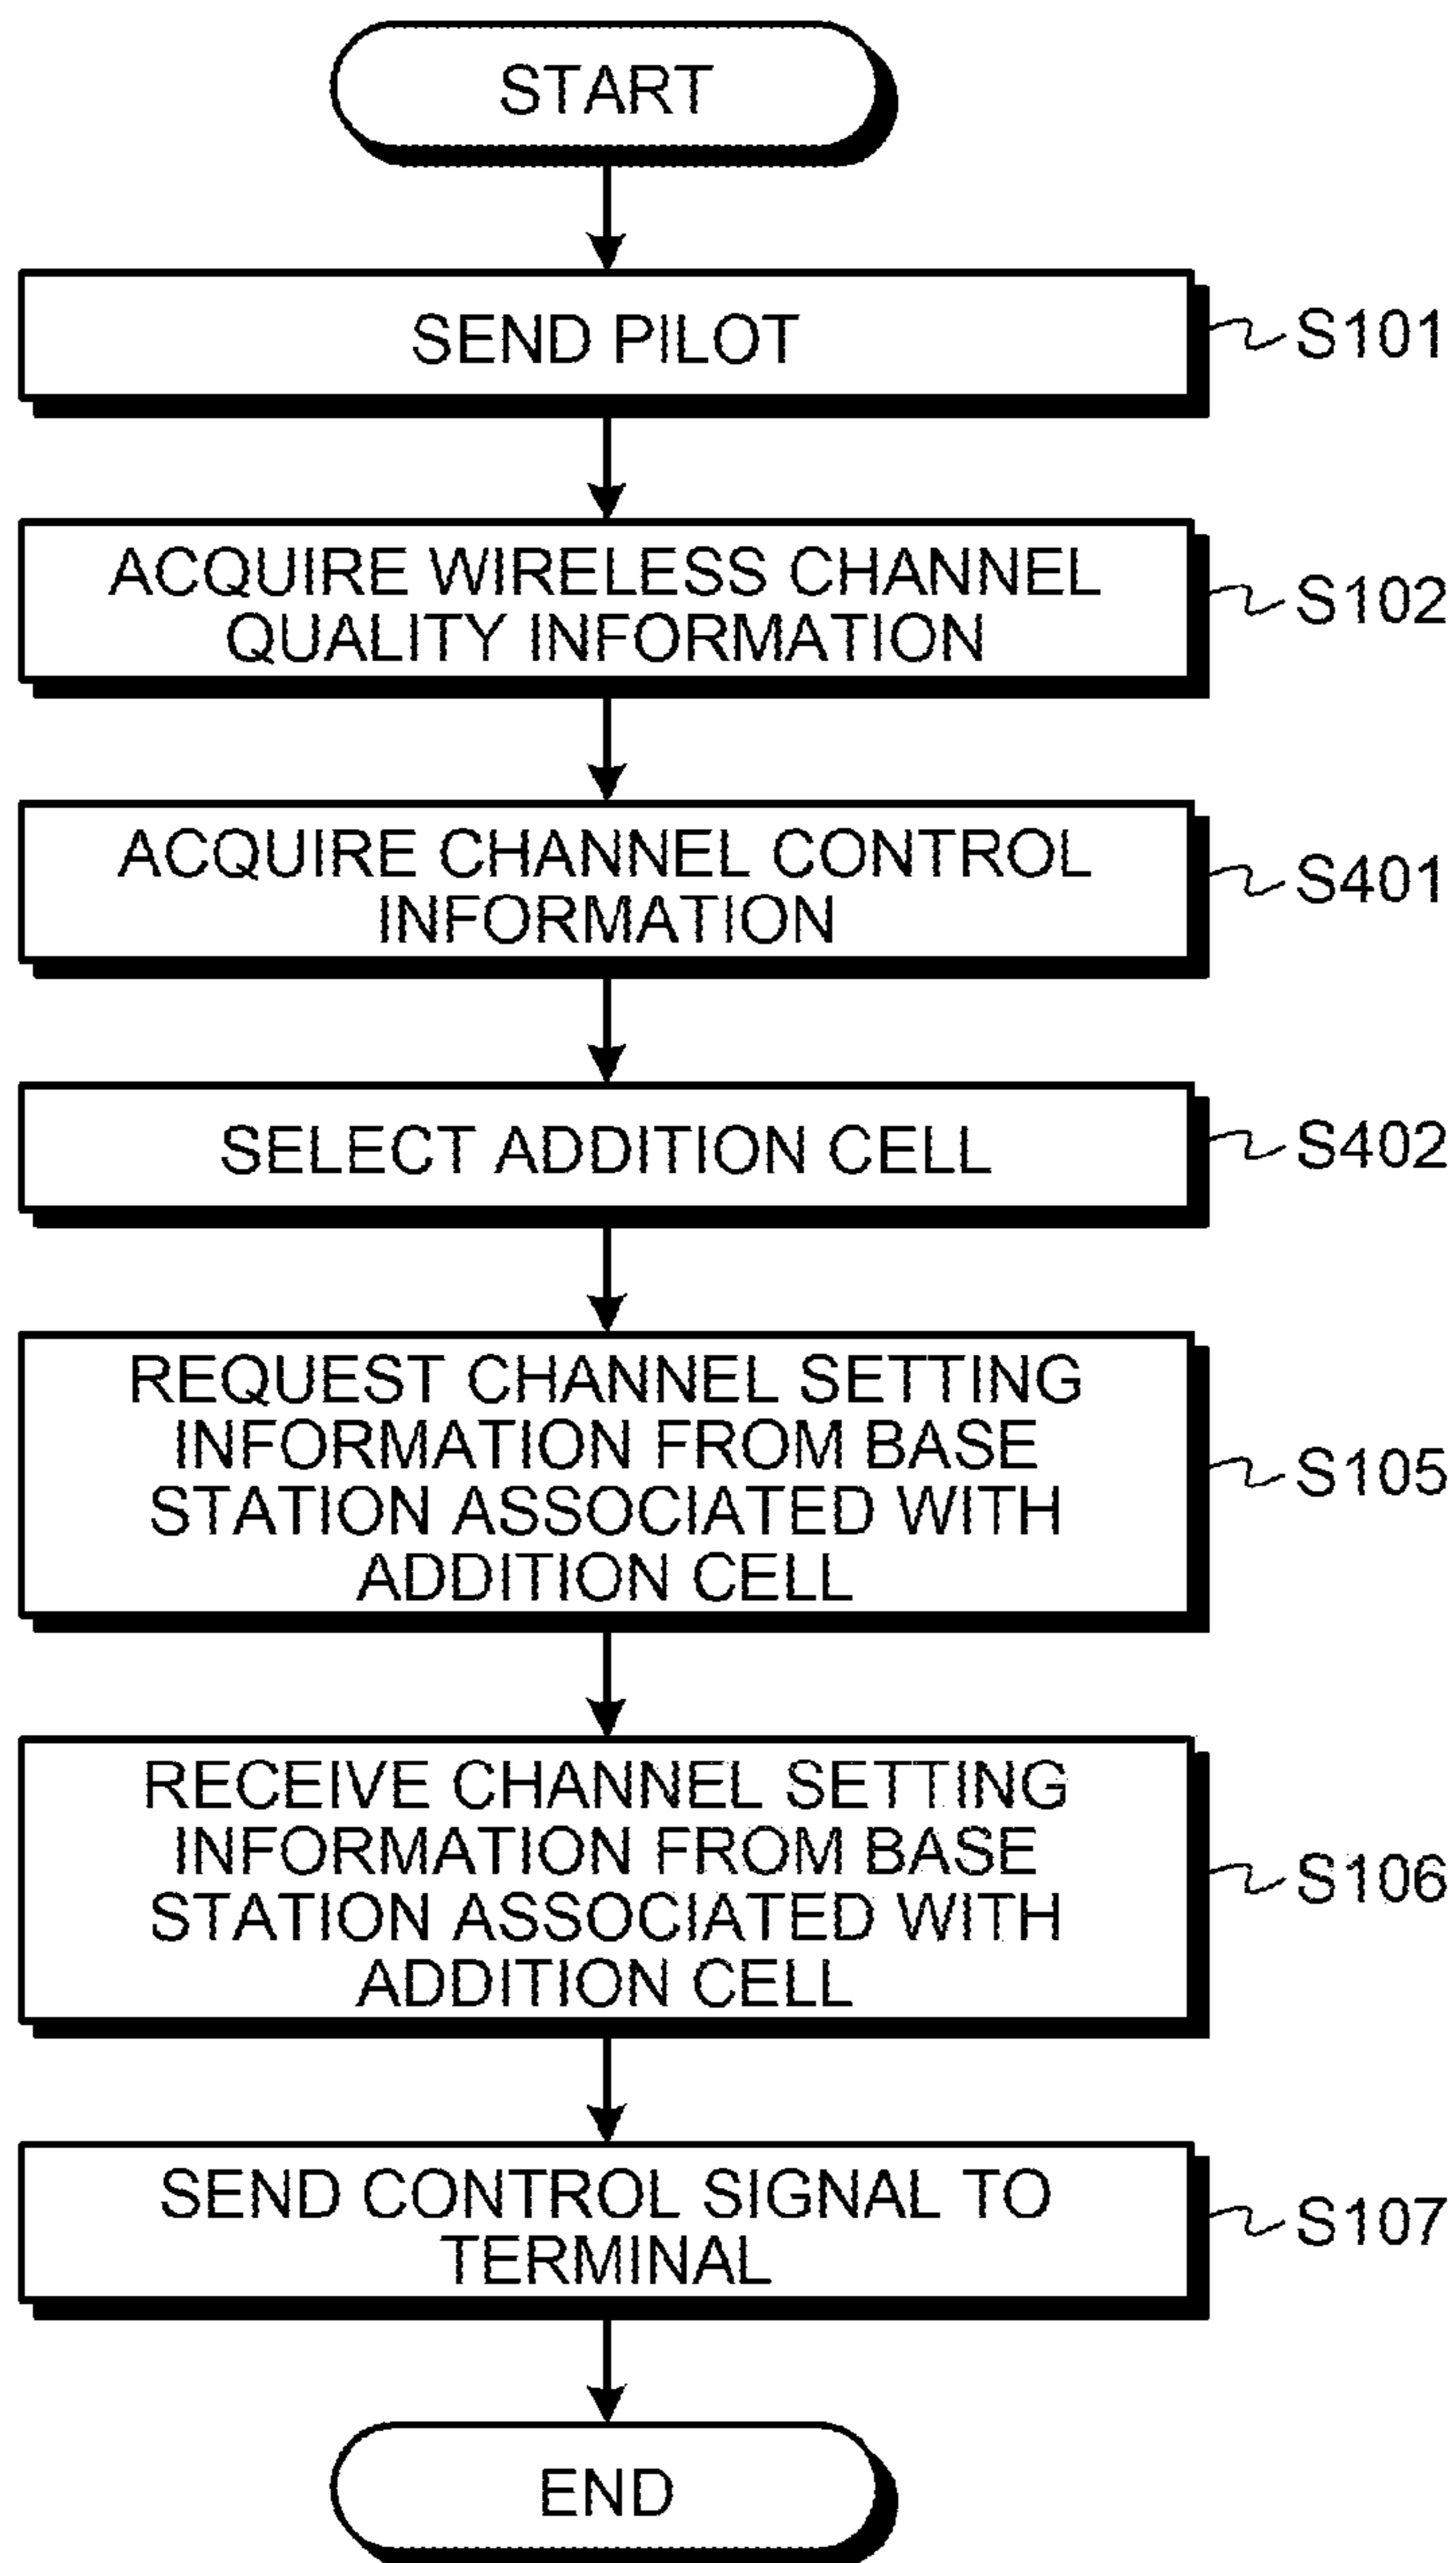 START
SEND PILOT
S101
ACQUIRE WIRELESS CHANNEL
QUALITY INFORMATION
S102
ACQUIRE CHANNEL CONTROL
INFORMATION
S401
SELECT ADDITION CELL
S402
REQUEST CHANNEL SETTING
INFORMATION FROM BASE
STATION ASSOCIATED WITH
ADDITION CELL
S105
RECEIVE CHANNEL SETTING
INFORMATION FROM BASE
STATION ASSOCIATED WITH
ADDITION CELL
S106
SEND CONTROL SIGNAL TO
TERMINAL
S107
END